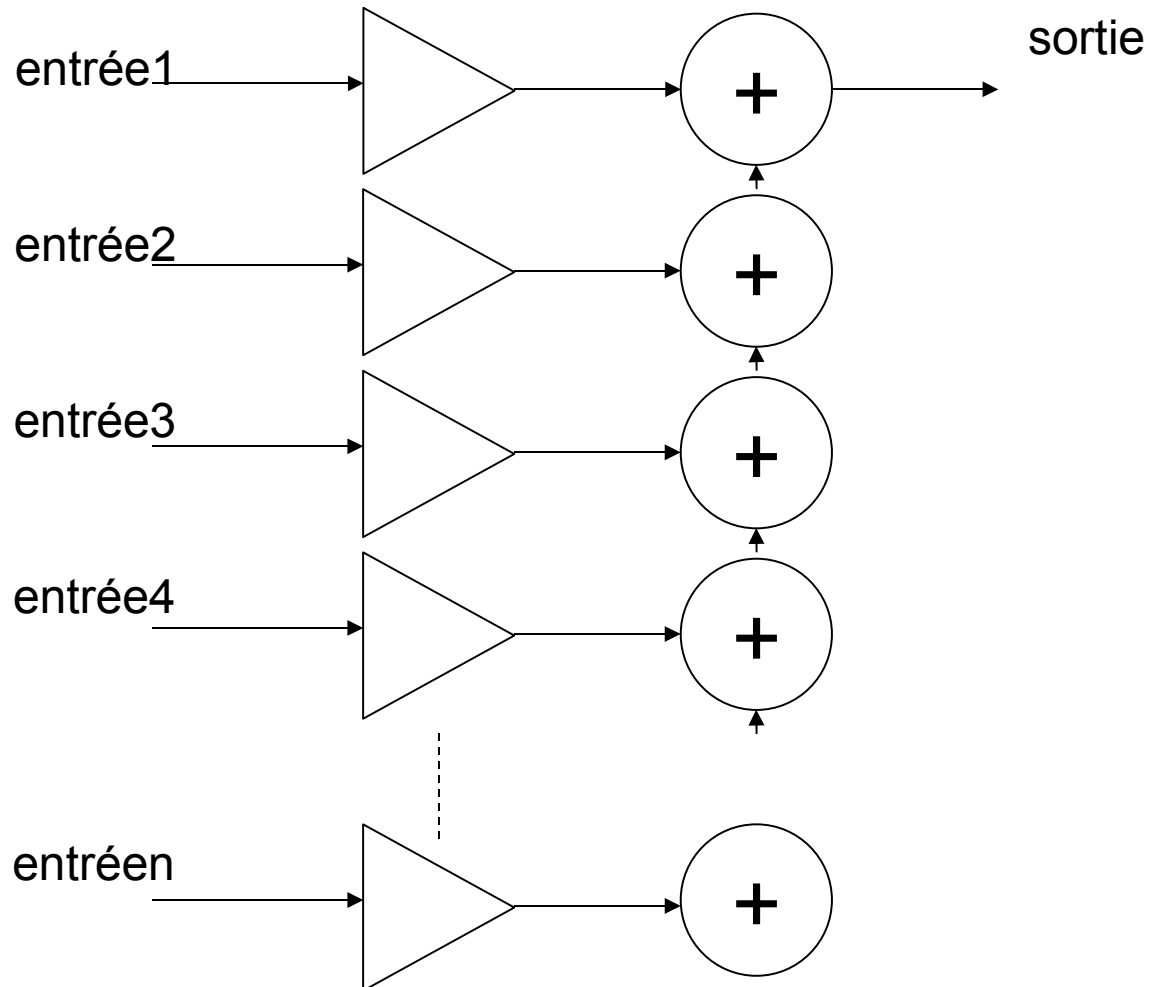 entrée1
+
sortie
entrée2
+
entrée3
+
entrée4
+
entréen
+